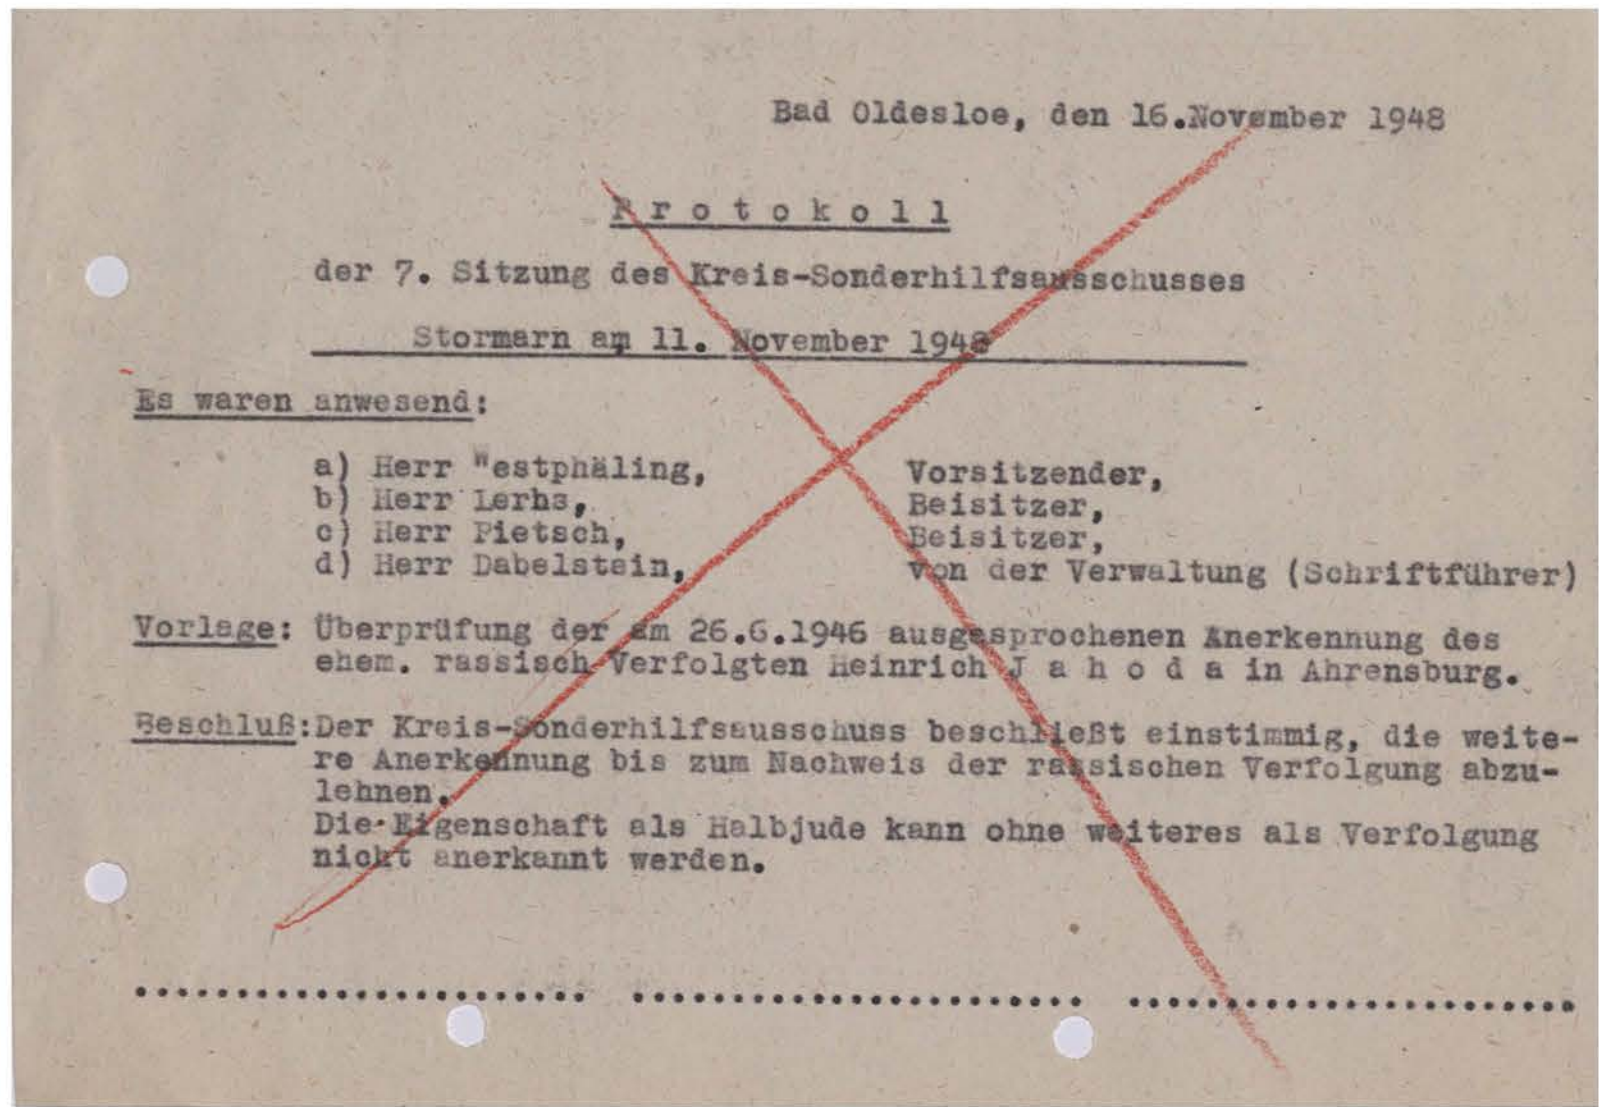 Bad Oldesloe, den 16.November 1948
P r o t o k o l l
der 7. Sitzung des Kreis-Sonderhilfsausschusses
Stormarn am 11. November 1948
Es waren anwesend:
a) Herr Westphäling, Vorsitzender,
b) Herr Lerhs, Beisitzer,
c) Herr Pietsch, Beisitzer,
d) Herr Dabelstein, von der Verwaltung (Schriftführer)
Vorlage: Überprüfung der am 26.6.1946 ausgesprochenen Anerkennung des
ehem. rassisch Verfolgten Heinrich J a h o d a in Ahrensburg.
Beschluß:Der Kreis-Sonderhilfsausschuss beschließt einstimmig, die weite-
re Anerkennung bis zum Nachweis der rassischen Verfolgung abzu-
lehnen.
Die Eigenschaft als Halbjude kann ohne weiteres als Verfolgung
nicht anerkannt werden.